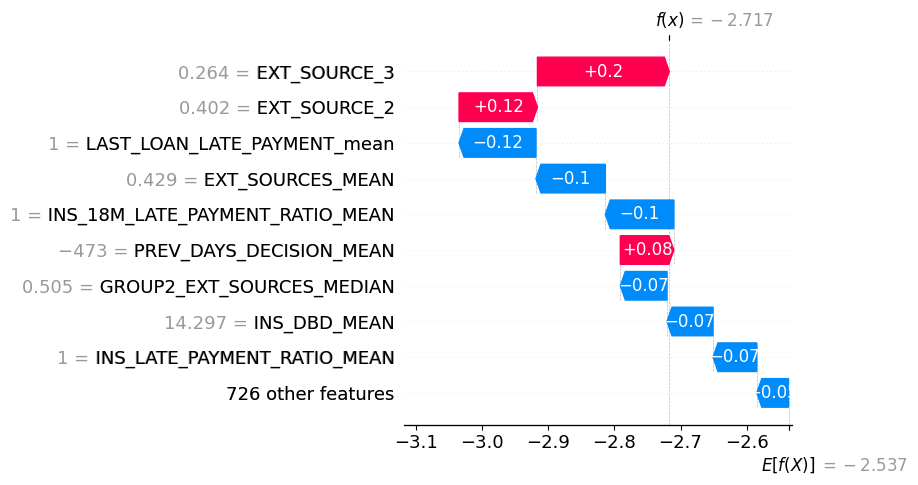 f(x) = −2.717
0.264 = EXT_SOURCE_3
+0.2
0.402 = EXT_SOURCE_2
+0.12
1 = LAST_LOAN_LATE_PAYMENT_mean
−0.12
0.429 = EXT_SOURCES_MEAN
−0.1
1 = INS_18M_LATE_PAYMENT_RATIO_MEAN
−0.1
−473 = PREV_DAYS_DECISION_MEAN
+0.08
0.505 = GROUP2_EXT_SOURCES_MEDIAN
−0.07
14.297 = INS_DBD_MEAN
−0.07
1 = INS_LATE_PAYMENT_RATIO_MEAN
−0.07
726 other features
−3.1 −3.0 −2.9 −2.8 −2.7 −2.6
E[f(X)] = −2.537